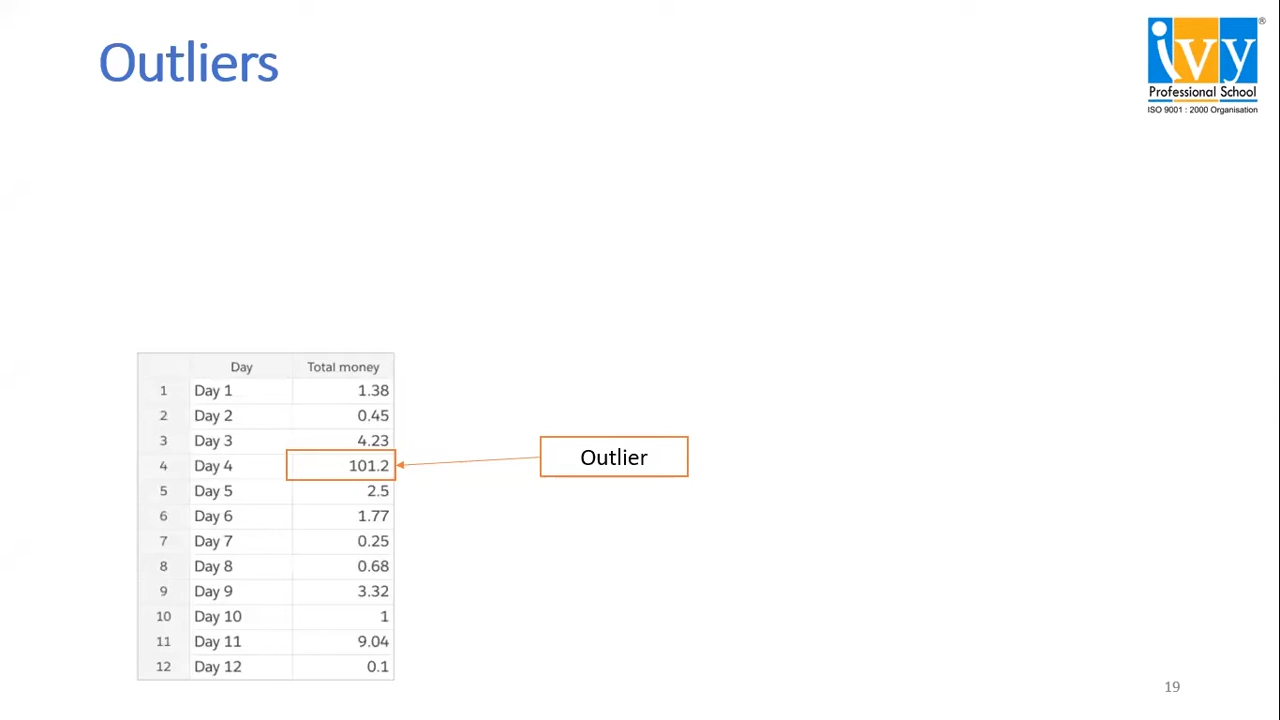 Outliers
ivy
®
Professional School
ISO 9001 : 2000 Organisation
Day Total money
1 Day 1 1.38
2 Day 2 0.45
3 Day 3 4.23
4 Day 4 101.2
5 Day 5 2.5
6 Day 6 1.77
7 Day 7 0.25
8 Day 8 0.68
9 Day 9 3.32
10 Day 10 1
11 Day 11 9.04
12 Day 12 0.1
Outlier
19